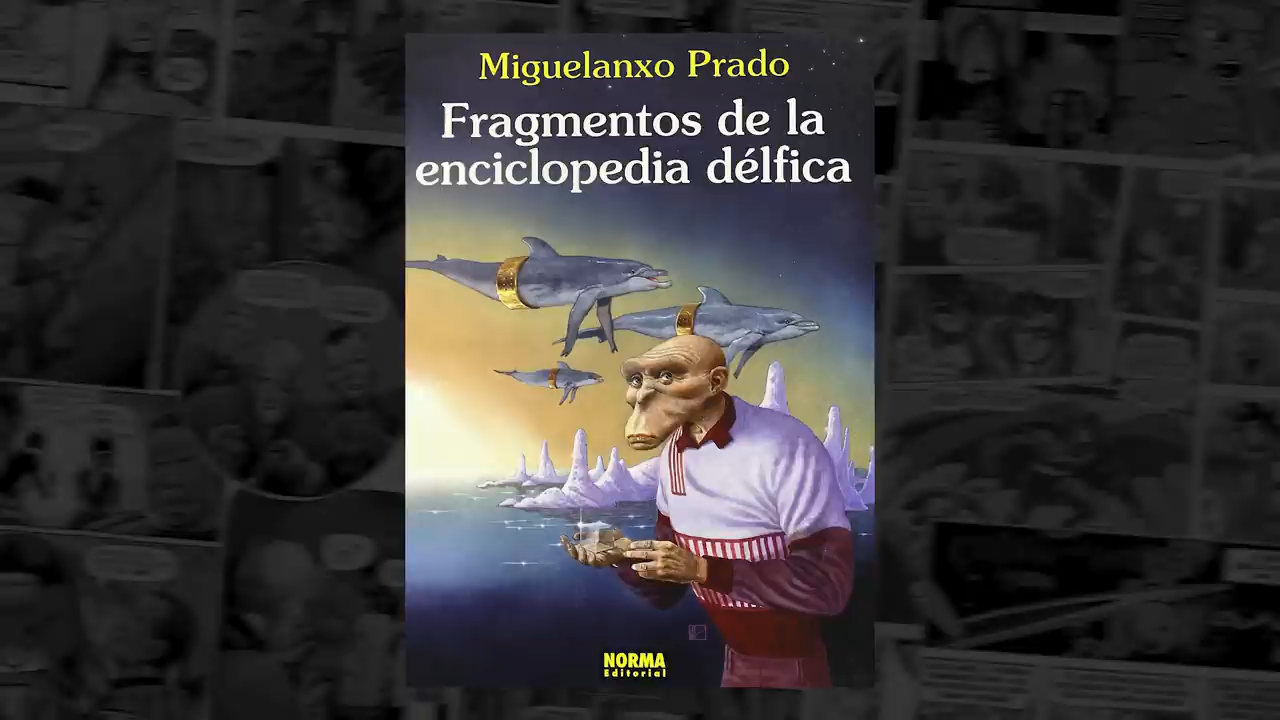 Miguelanxo Prado
Fragmentos de la
enciclopedia délfica
NORMA
Editorial